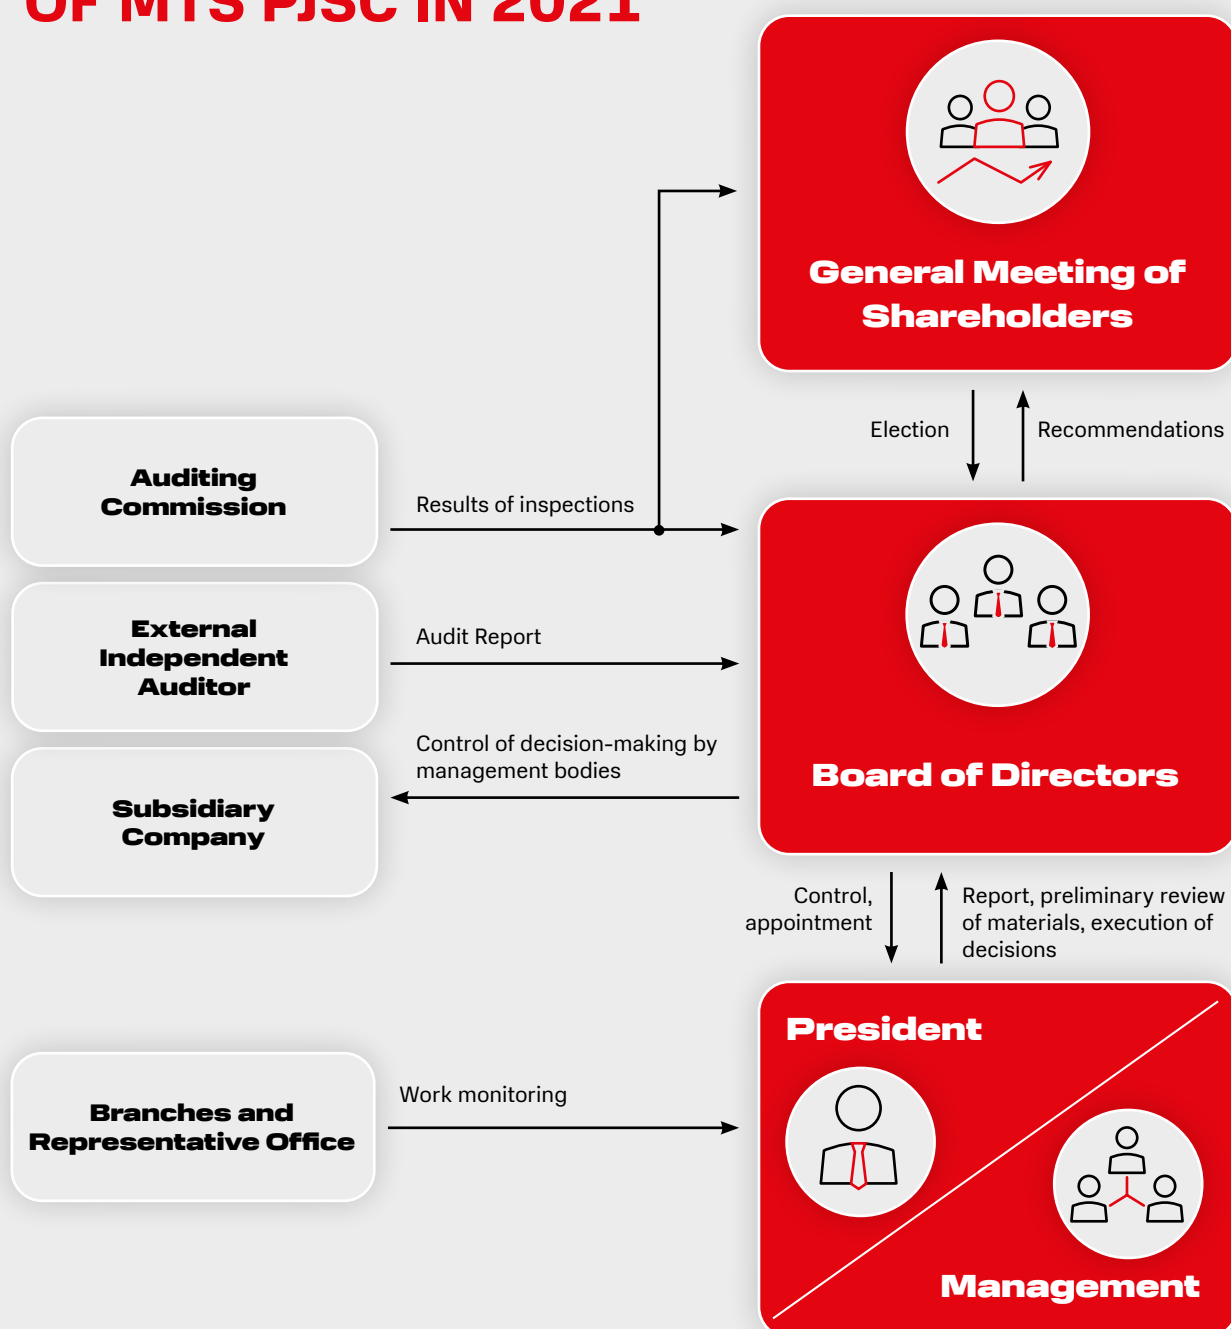 OF MTS PJSC IN 2021
General Meeting of
Shareholders
Election
Recommendations
Auditing
Commission
Results of inspections
External
Independent
Auditor
Audit Report
Control of decision-making by
management bodies
Subsidiary
Company
Board of Directors
Control,
appointment
Report, preliminary review
of materials, execution of
decisions
President
Branches and
Representative Office
Work monitoring
Management